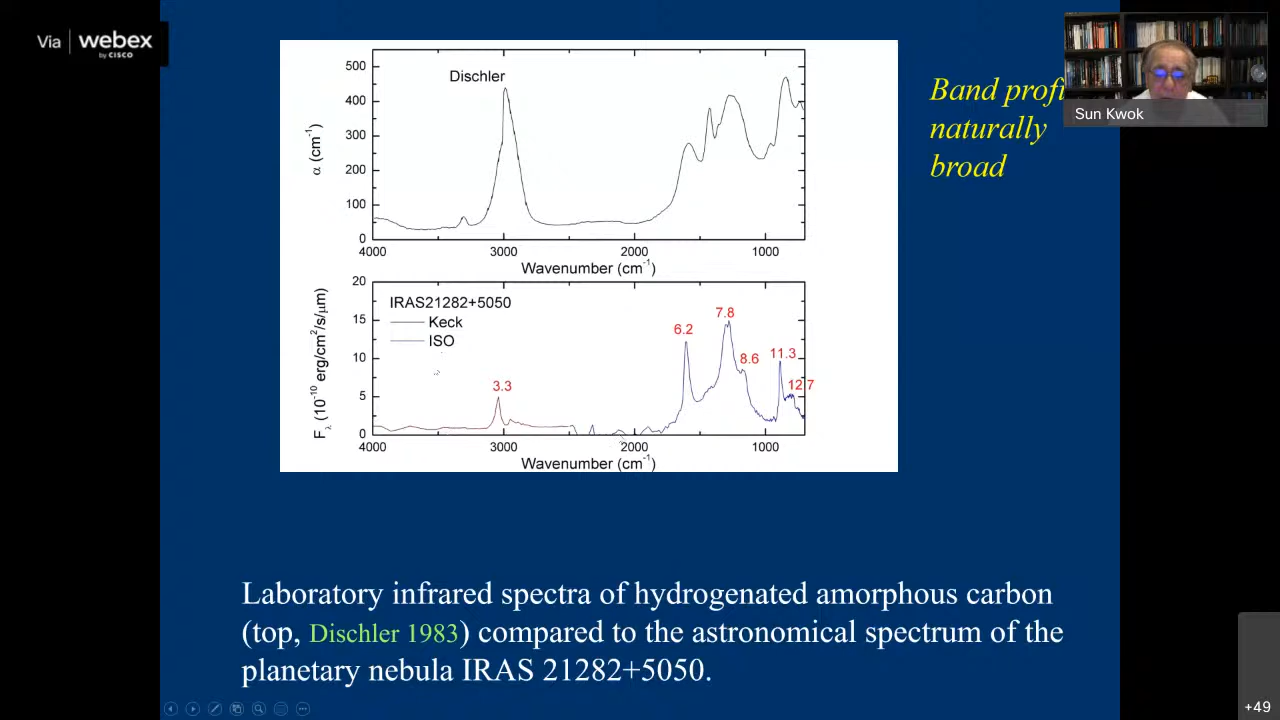 Via webex
by CISCO
Sun Kwok
Band profi
naturally
broad
Dischler
α (cm⁻¹)
500
400
300
200
100
0
4000 3000 2000 1000
Wavenumber (cm⁻¹)
IRAS21282+5050
Keck
ISO
F_λ (10⁻¹⁰ erg/cm²/s/μm)
20
15
10
5
0
3.3
6.2
7.8
8.6
11.3
12.7
4000 3000 2000 1000
Wavenumber (cm⁻¹)
Laboratory infrared spectra of hydrogenated amorphous carbon
(top, Dischler 1983) compared to the astronomical spectrum of the
planetary nebula IRAS 21282+5050.
+49